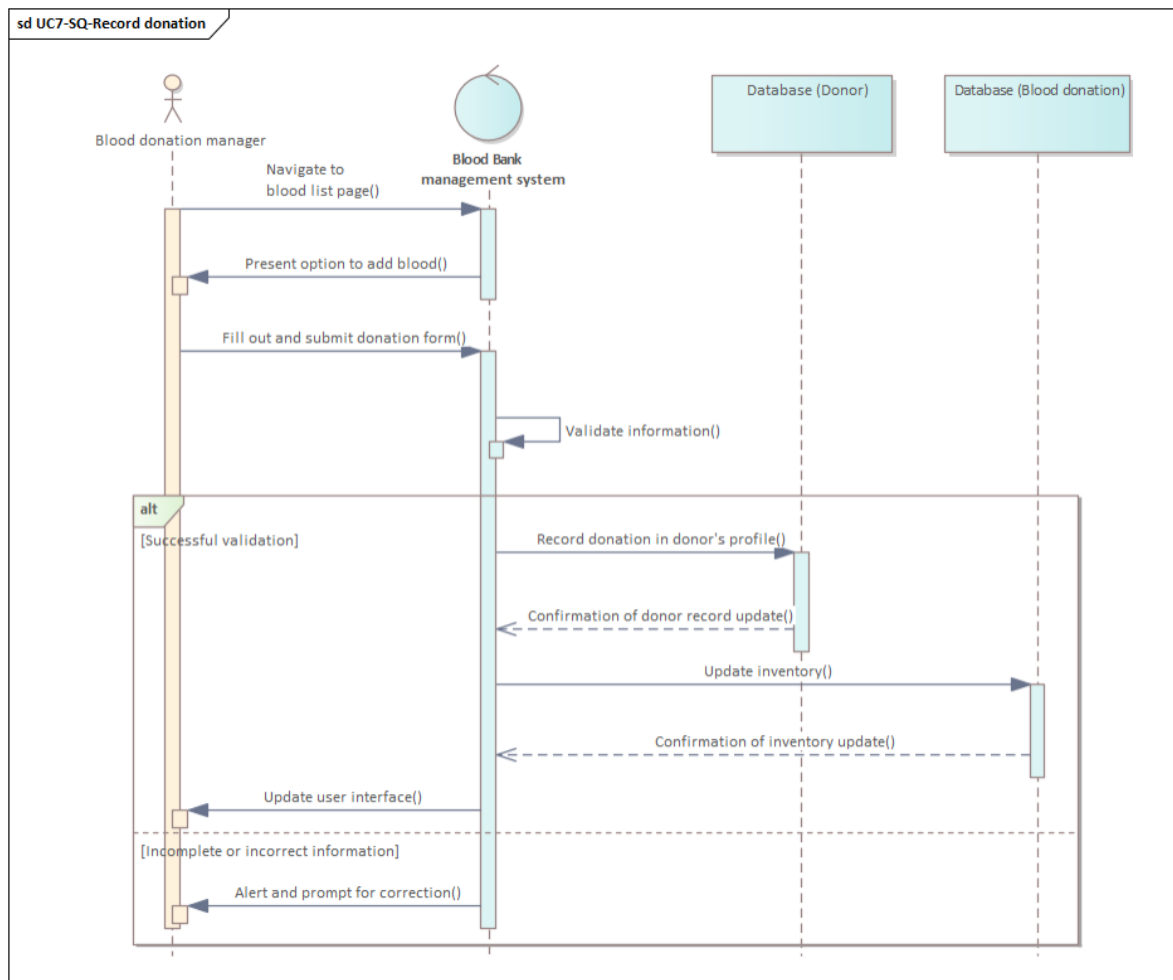 sd UC7-SQ-Record donation
Blood donation manager
Blood Bank
management system
Database (Donor)
Database (Blood donation)
Navigate to
blood list page()
Present option to add blood()
Fill out and submit donation form()
Validate information()
alt
[Successful validation]
Record donation in donor's profile()
Confirmation of donor record update()
Update inventory()
Confirmation of inventory update()
Update user interface()
[Incomplete or incorrect information]
Alert and prompt for correction()